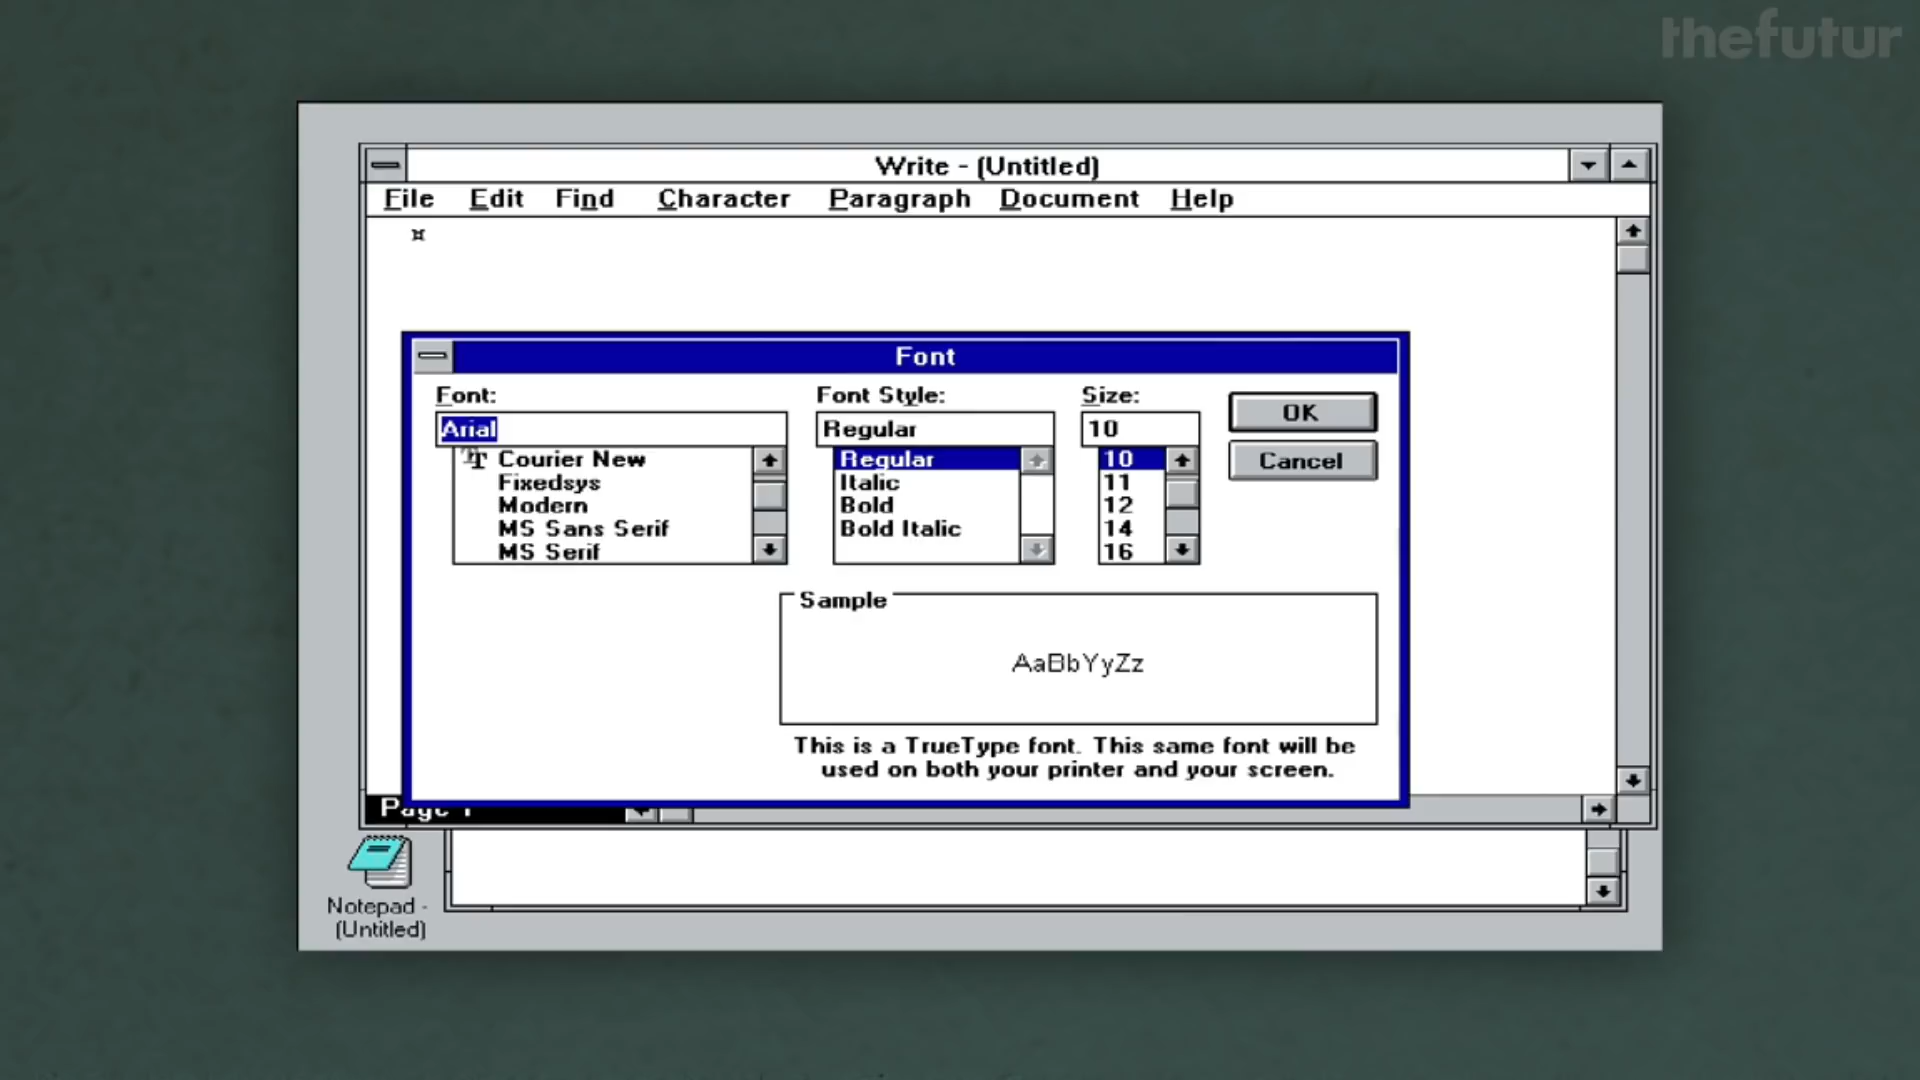 thefutur
Write - (Untitled)
File Edit Find Character Paragraph Document Help
¤
Font
Font: Font Style: Size:
Arial Regular 10 OK
Courier New Regular 10 Cancel
Fixedsys Italic 11
Modern Bold 12
MS Sans Serif Bold Italic 14
MS Serif 16
Sample
AaBbYyZz
This is a TrueType font. This same font will be
used on both your printer and your screen.
Page 1
Notepad -
(Untitled)